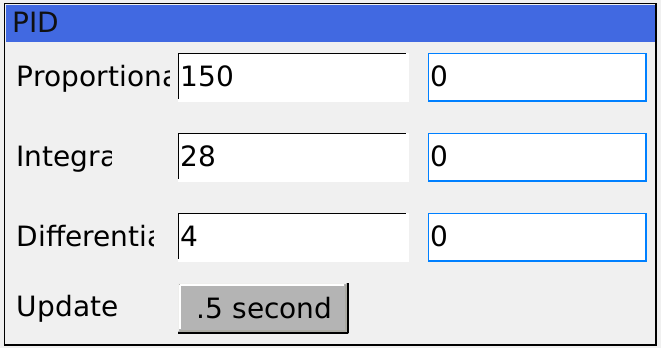 PID
Proportiona 150 0
Integra 28 0
Differentia 4 0
Update .5 second